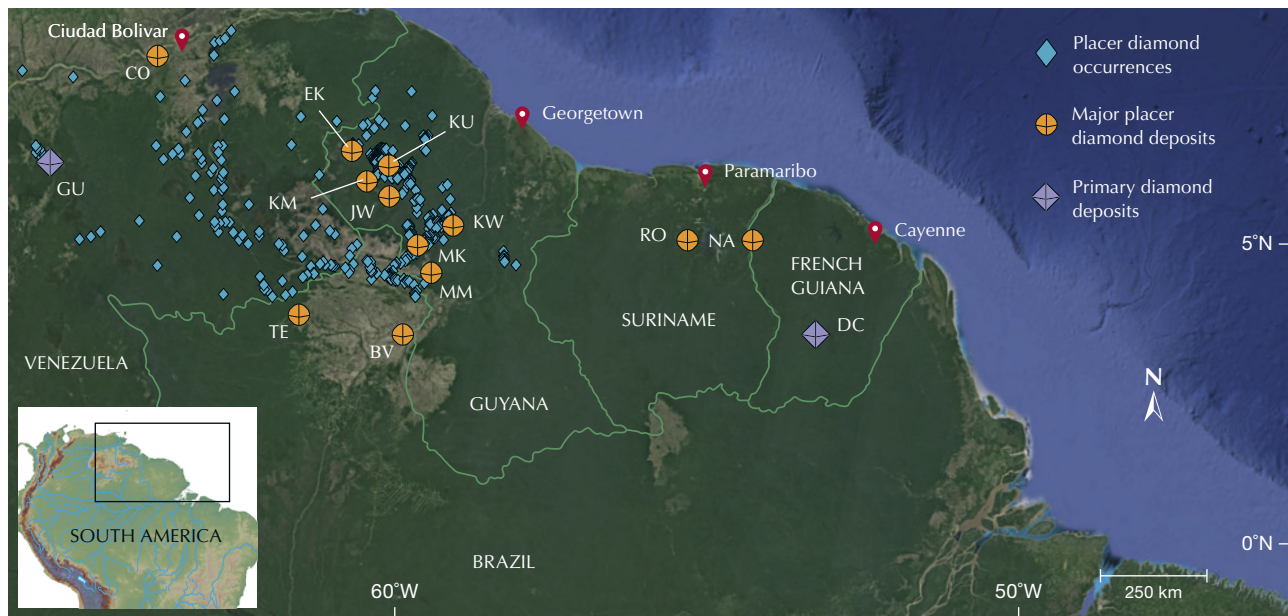 Ciudad Bolivar
CO
EK
KU
Georgetown
GU
KM
JW
KW
Paramaribo
RO
NA
Cayenne
MK
MM
FRENCH
GUIANA
TE
BV
SURINAME
DC
VENEZUELA
GUYANA
BRAZIL
SOUTH AMERICA
Placer diamond
occurrences
Major placer
diamond deposits
Primary diamond
deposits
5°N
N
0°N
60°W
50°W
250 km